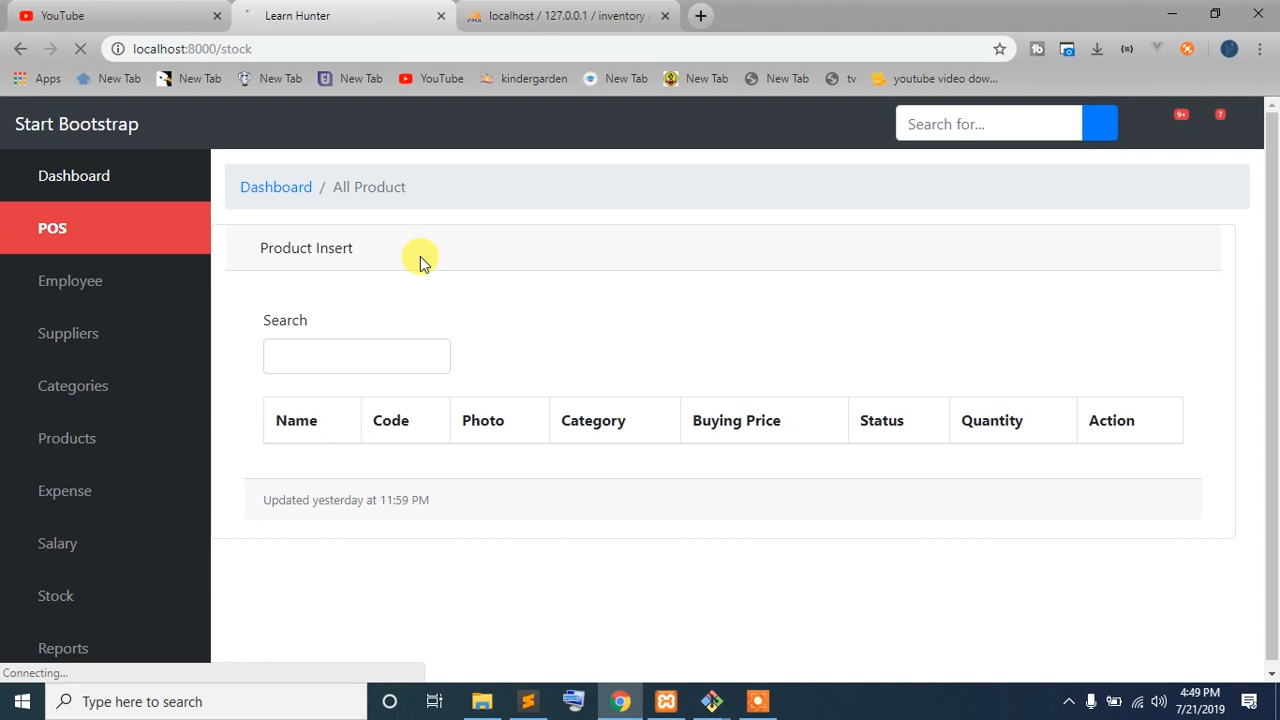 YouTube
Learn Hunter
localhost / 127.0.0.1 / inventory
localhost:8000/stock
Apps
New Tab
New Tab
New Tab
New Tab
YouTube
kindergarden
New Tab
New Tab
New Tab
tv
youtube video dow...
Start Bootstrap
Search for...
9+
7
Dashboard
POS
Employee
Suppliers
Categories
Products
Expense
Salary
Stock
Reports
Dashboard / All Product
Product Insert
Search
Name Code Photo Category Buying Price Status Quantity Action
Updated yesterday at 11:59 PM
Connecting...
Type here to search
4:49 PM
7/21/2019